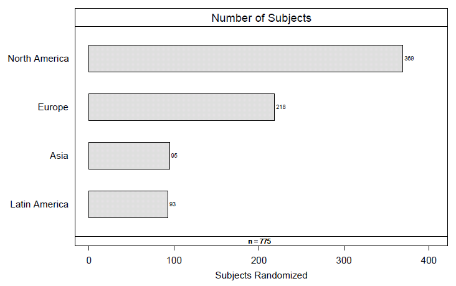 Number of Subjects
North America
369
Europe
218
Asia
95
Latin America
93
n = 775
0 100 200 300 400
Subjects Randomized